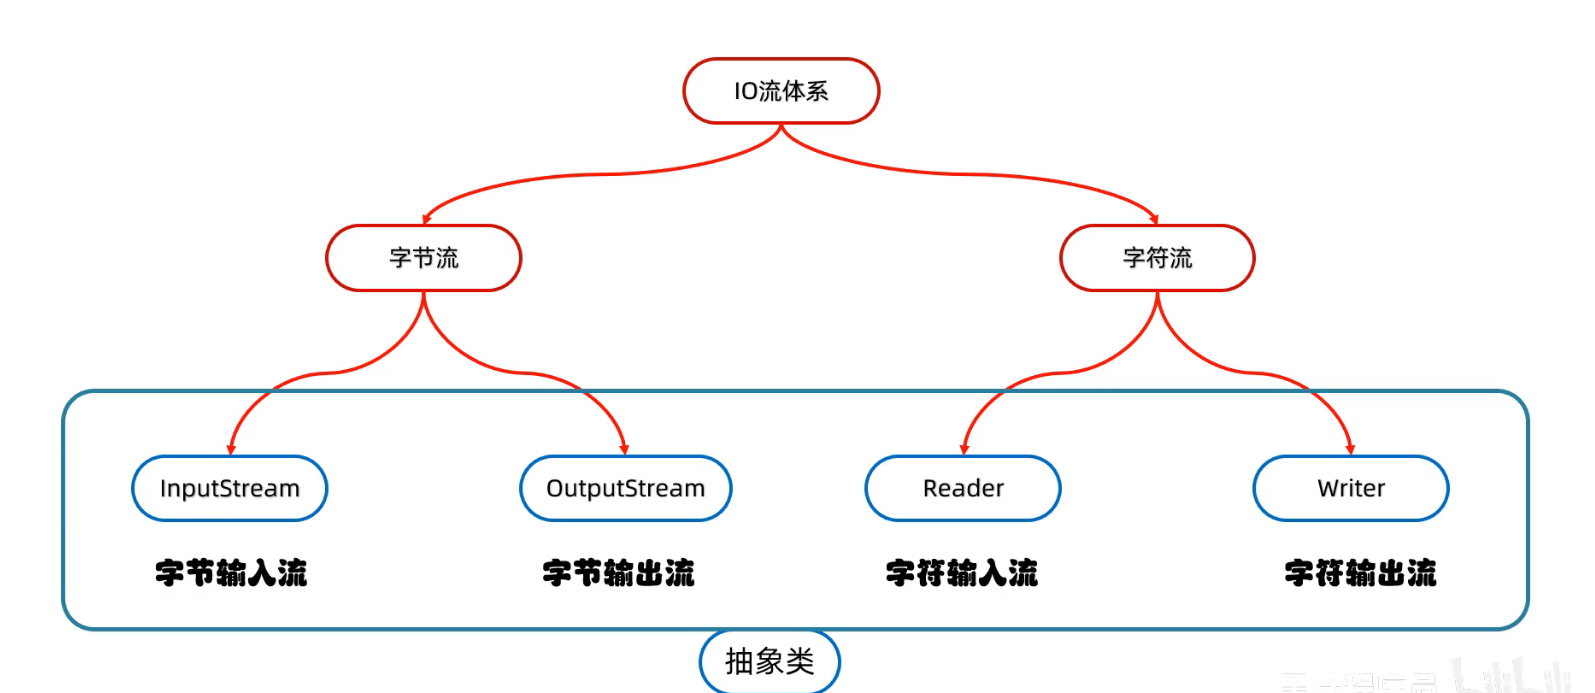 IO流体系
字节流
字符流
InputStream
OutputStream
Reader
Writer
字节输入流
字节输出流
字符输入流
字符输出流
抽象类